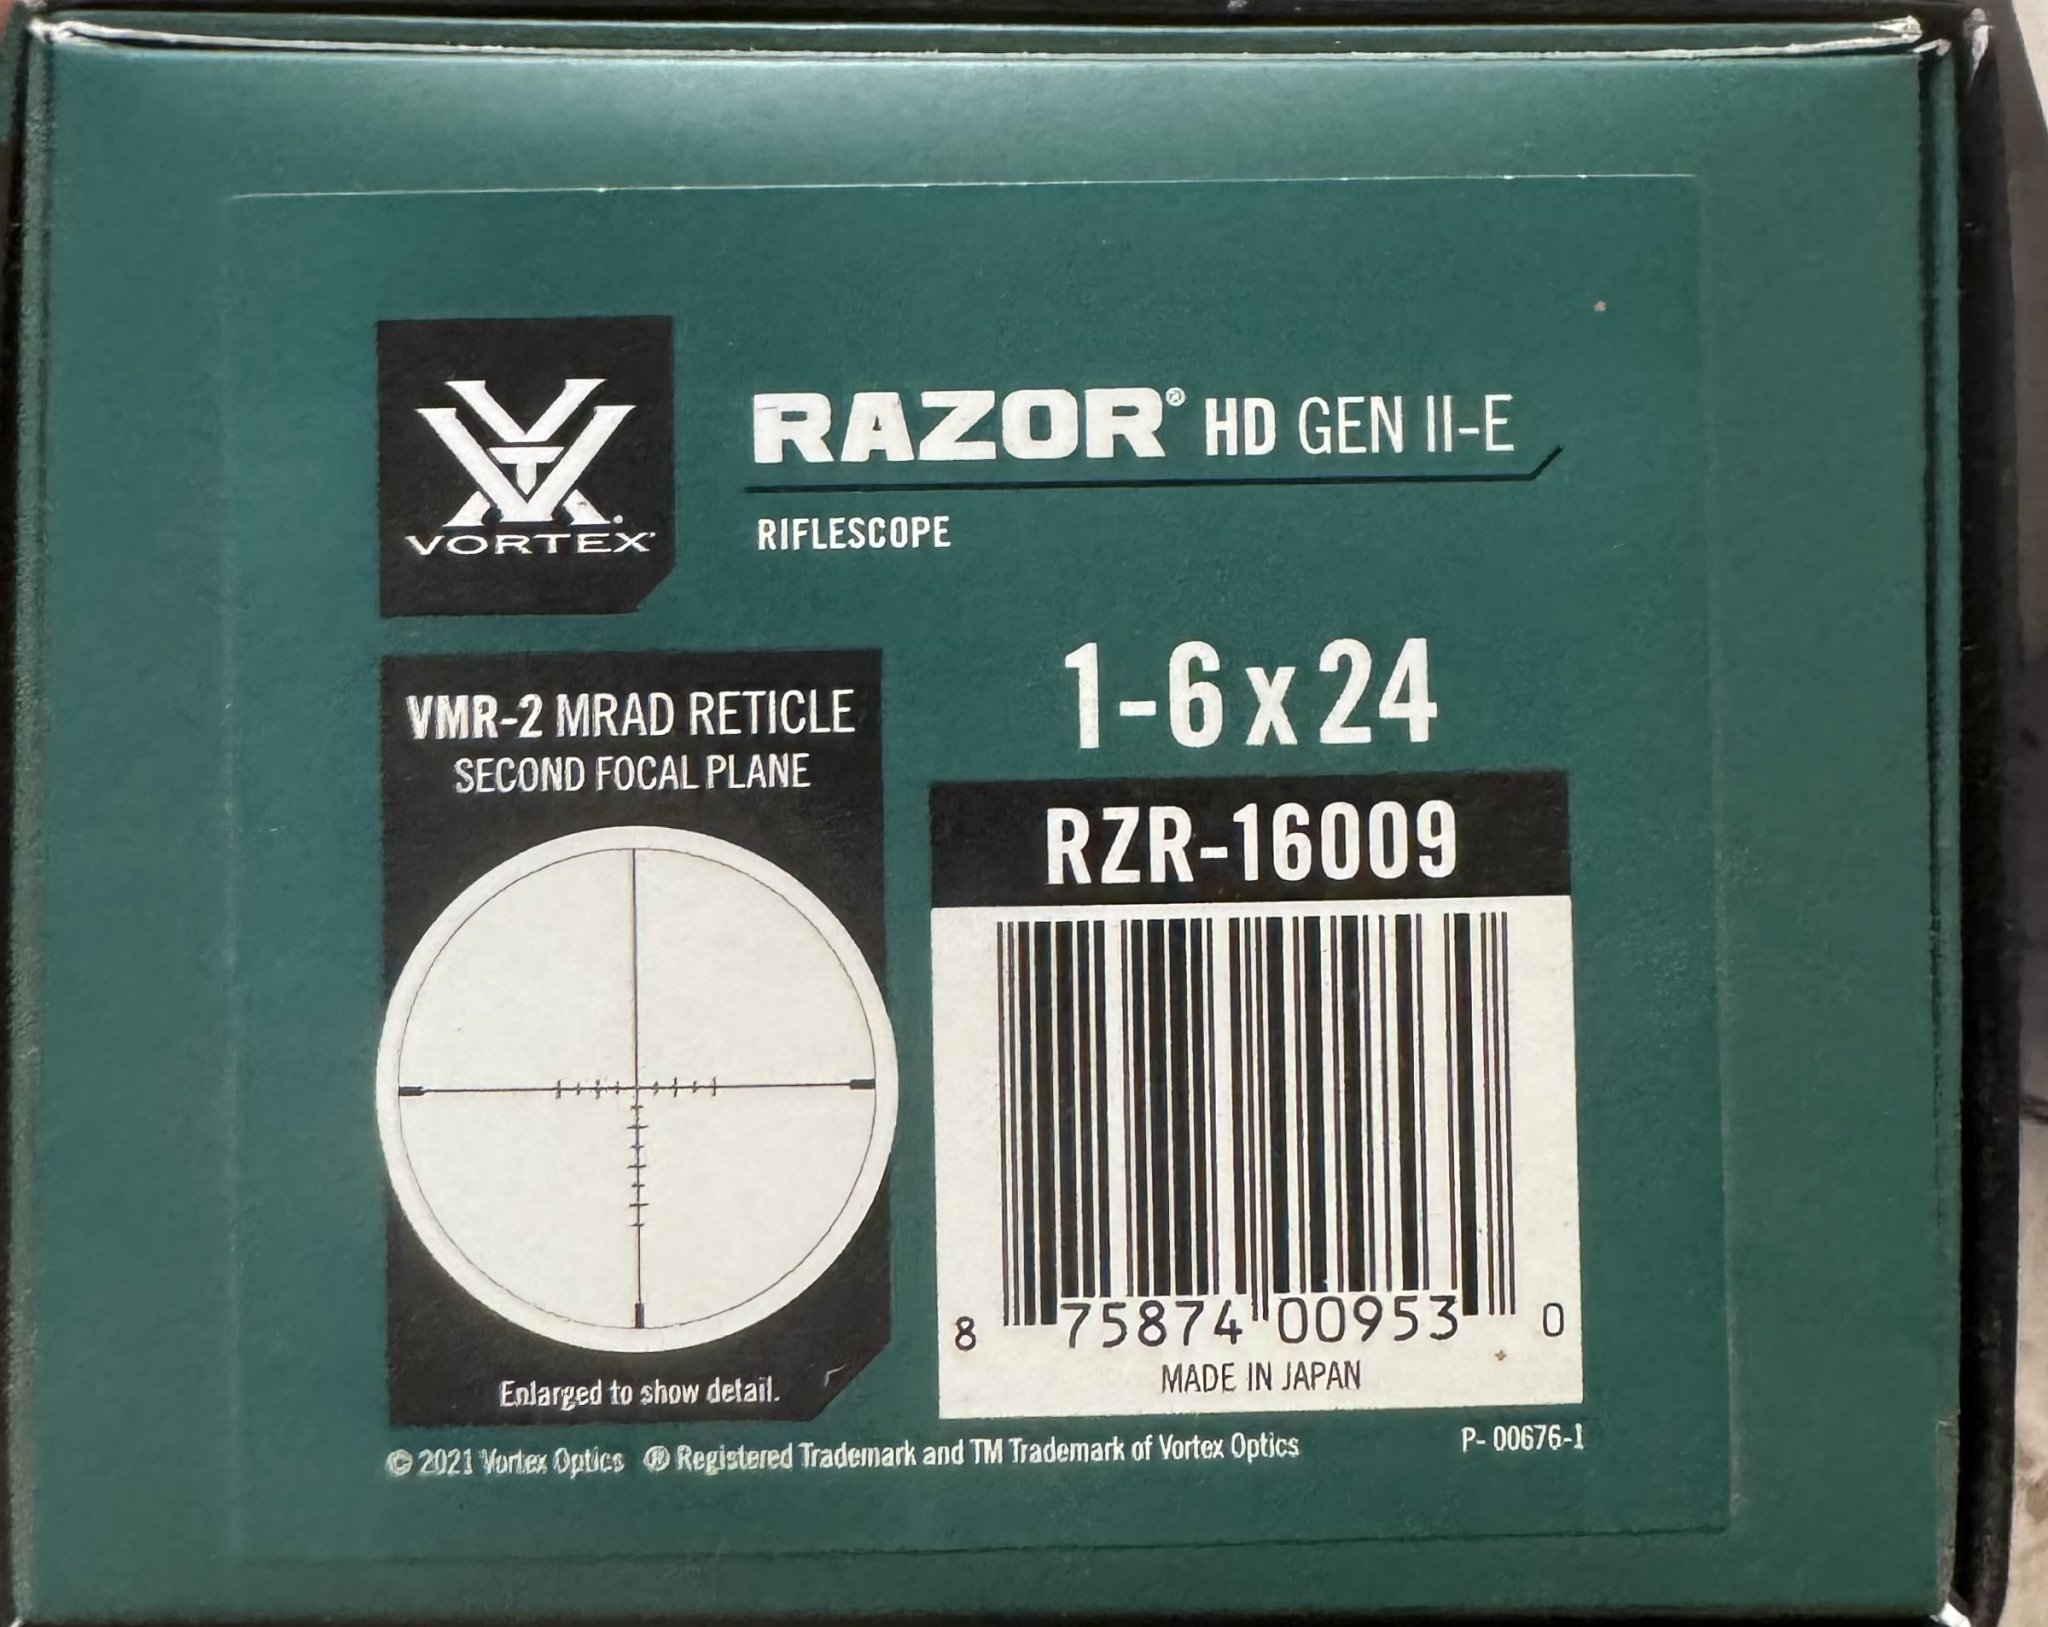 VORTEX
RAZOR® HD GEN II-E
RIFLESCOPE
1-6x24
VMR-2 MRAD RETICLE
SECOND FOCAL PLANE
Enlarged to show detail.
RZR-16009
8 75874 00953 0
MADE IN JAPAN
© 2021 Vortex Optics ® Registered Trademark and TM Trademark of Vortex Optics
P- 00676-1